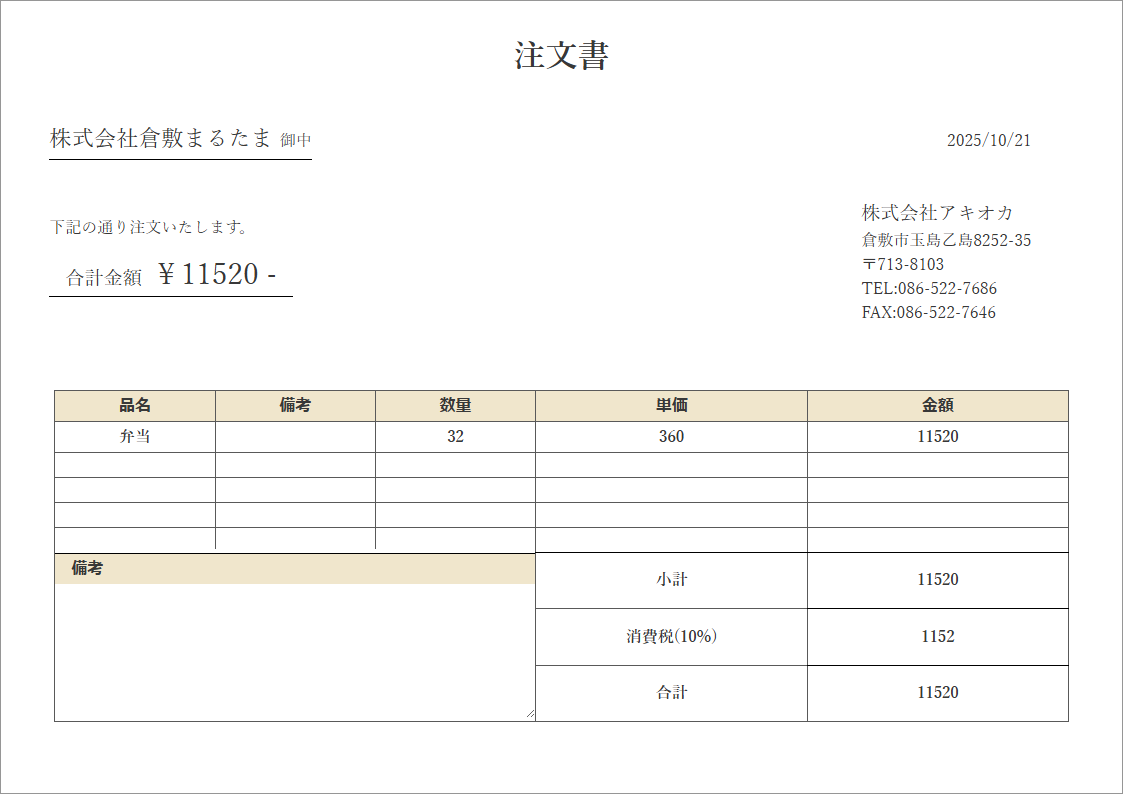 注文書
株式会社倉敷まるたま 御中
2025/10/21
下記の通り注文いたします。
合計金額 ￥11520 -
株式会社アキオカ
倉敷市玉島乙島8252-35
〒713-8103
TEL:086-522-7686
FAX:086-522-7646
品名 備考 数量 単価 金額
弁当 32 360 11520
備考
小計 11520
消費税(10%) 1152
合計 11520